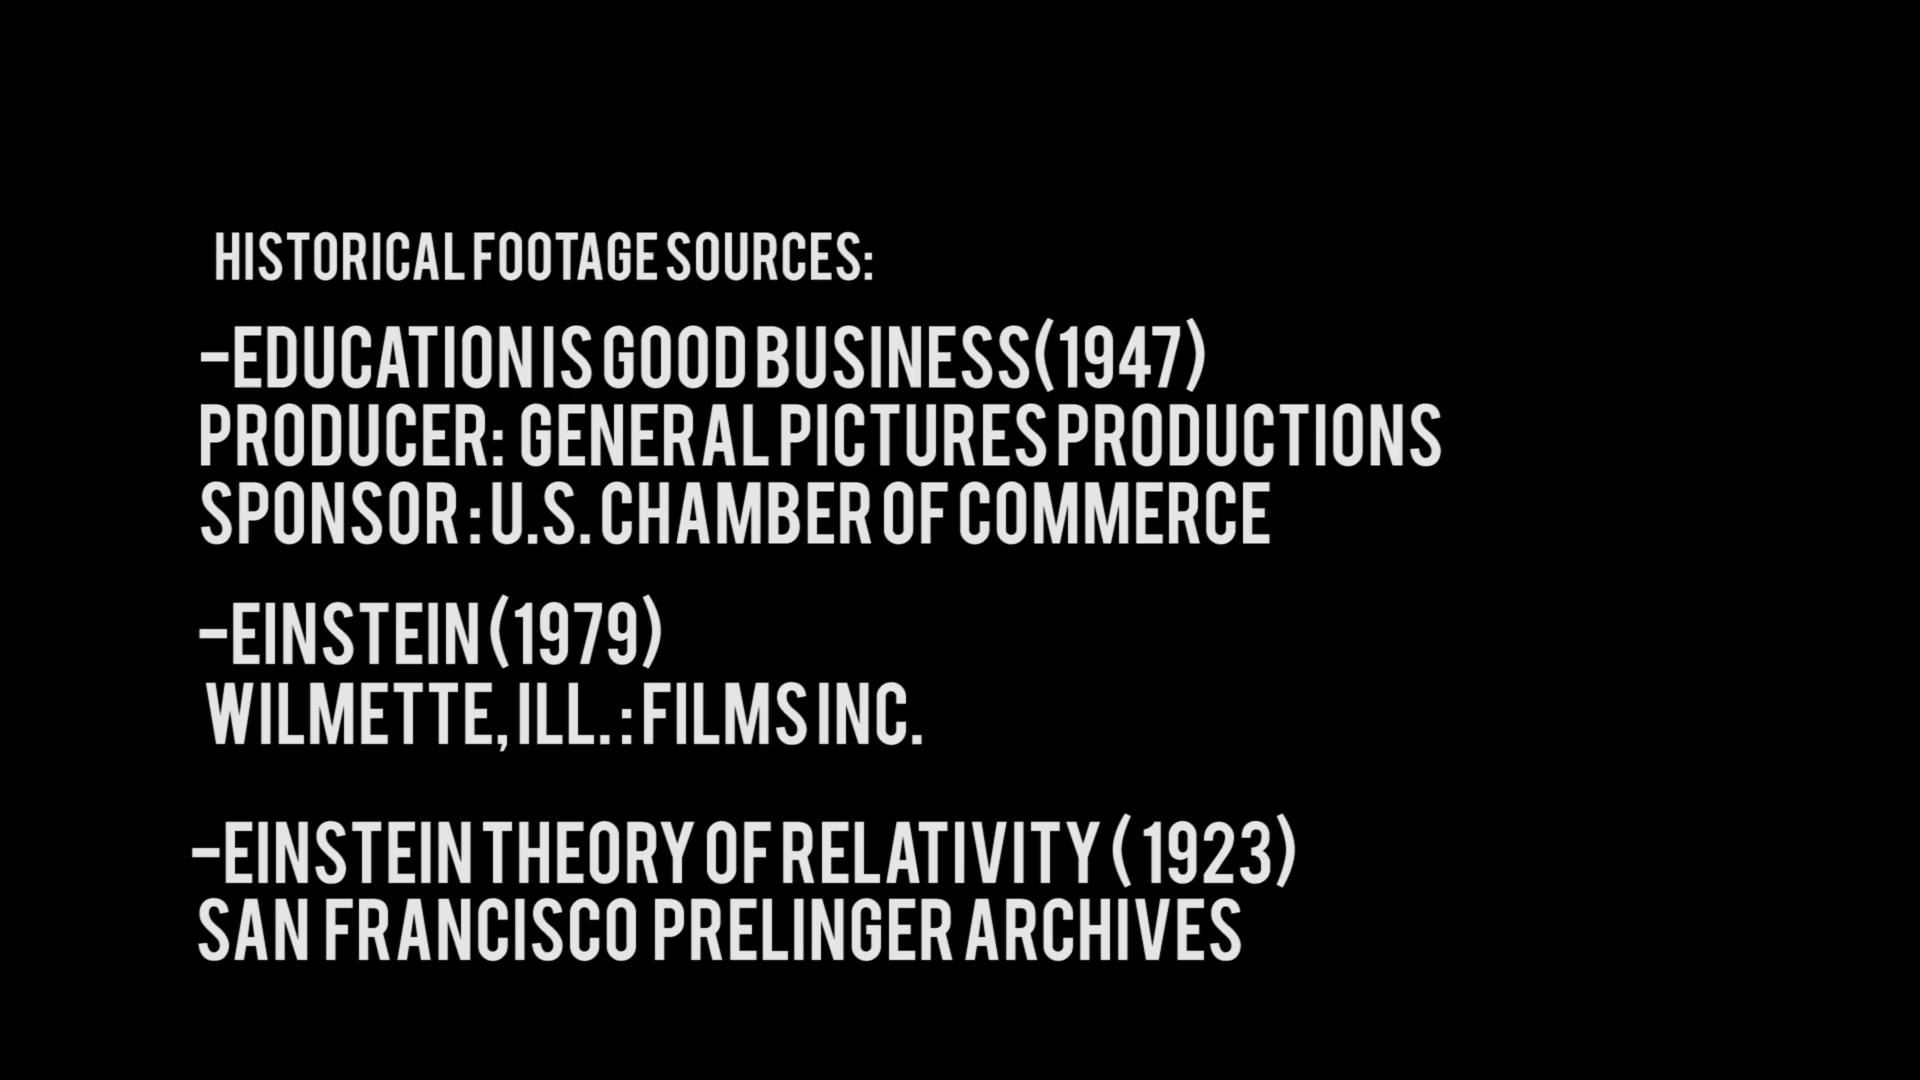 HISTORICAL FOOTAGE SOURCES:
-EDUCATION IS GOOD BUSINESS(1947)
PRODUCER: GENERAL PICTURES PRODUCTIONS
SPONSOR : U.S. CHAMBER OF COMMERCE
-EINSTEIN (1979)
WILMETTE, ILL. : FILMS INC.
-EINSTEIN THEORY OF RELATIVITY ( 1923)
SAN FRANCISCO PRELINGER ARCHIVES